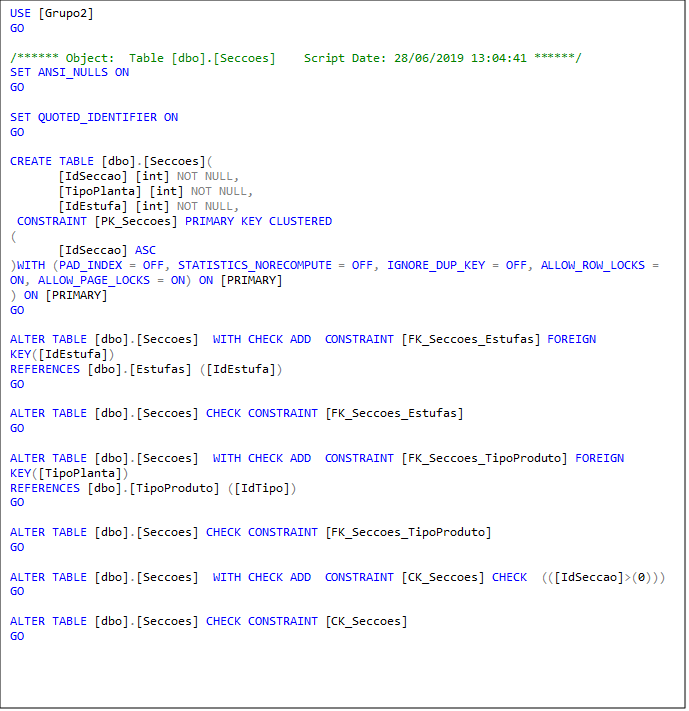 USE [Grupo2]
GO
/****** Object:  Table [dbo].[Seccoes]    Script Date: 28/06/2019 13:04:41 ******/
SET ANSI_NULLS ON
GO
SET QUOTED_IDENTIFIER ON
GO
CREATE TABLE [dbo].[Seccoes](
[IdSeccao] [int] NOT NULL,
[TipoPlanta] [int] NOT NULL,
[IdEstufa] [int] NOT NULL,
CONSTRAINT [PK_Seccoes] PRIMARY KEY CLUSTERED
(
[IdSeccao] ASC
)WITH (PAD_INDEX = OFF, STATISTICS_NORECOMPUTE = OFF, IGNORE_DUP_KEY = OFF, ALLOW_ROW_LOCKS =
ON, ALLOW_PAGE_LOCKS = ON) ON [PRIMARY]
) ON [PRIMARY]
GO
ALTER TABLE [dbo].[Seccoes]  WITH CHECK ADD  CONSTRAINT [FK_Seccoes_Estufas] FOREIGN
KEY([IdEstufa])
REFERENCES [dbo].[Estufas] ([IdEstufa])
GO
ALTER TABLE [dbo].[Seccoes] CHECK CONSTRAINT [FK_Seccoes_Estufas]
GO
ALTER TABLE [dbo].[Seccoes]  WITH CHECK ADD  CONSTRAINT [FK_Seccoes_TipoProduto] FOREIGN
KEY([TipoPlanta])
REFERENCES [dbo].[TipoProduto] ([IdTipo])
GO
ALTER TABLE [dbo].[Seccoes] CHECK CONSTRAINT [FK_Seccoes_TipoProduto]
GO
ALTER TABLE [dbo].[Seccoes]  WITH CHECK ADD  CONSTRAINT [CK_Seccoes] CHECK  (([IdSeccao]>(0)))
GO
ALTER TABLE [dbo].[Seccoes] CHECK CONSTRAINT [CK_Seccoes]
GO